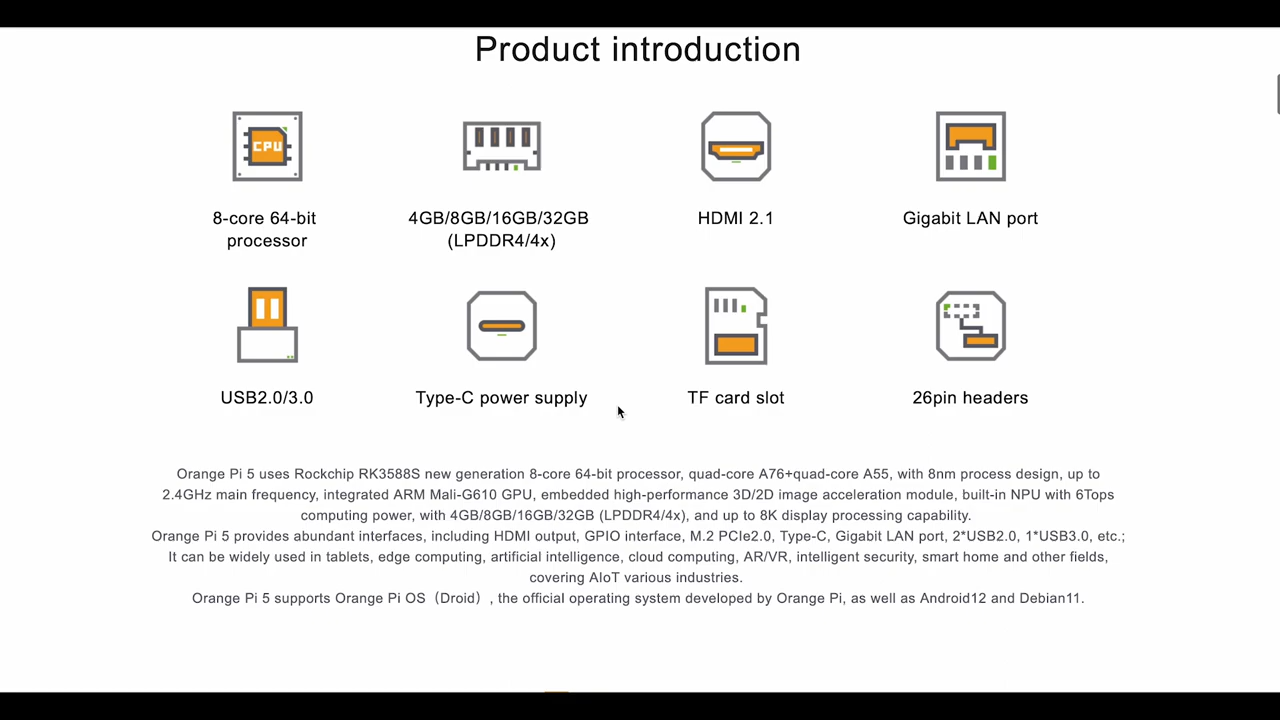 Product introduction
CPU
8-core 64-bit
processor
4GB/8GB/16GB/32GB
(LPDDR4/4x)
HDMI 2.1
Gigabit LAN port
USB2.0/3.0
Type-C power supply
TF card slot
26pin headers
Orange Pi 5 uses Rockchip RK3588S new generation 8-core 64-bit processor, quad-core A76+quad-core A55, with 8nm process design, up to
2.4GHz main frequency, integrated ARM Mali-G610 GPU, embedded high-performance 3D/2D image acceleration module, built-in NPU with 6Tops
computing power, with 4GB/8GB/16GB/32GB (LPDDR4/4x), and up to 8K display processing capability.
Orange Pi 5 provides abundant interfaces, including HDMI output, GPIO interface, M.2 PCIe2.0, Type-C, Gigabit LAN port, 2*USB2.0, 1*USB3.0, etc.;
It can be widely used in tablets, edge computing, artificial intelligence, cloud computing, AR/VR, intelligent security, smart home and other fields,
covering AIoT various industries.
Orange Pi 5 supports Orange Pi OS（Droid）, the official operating system developed by Orange Pi, as well as Android12 and Debian11.